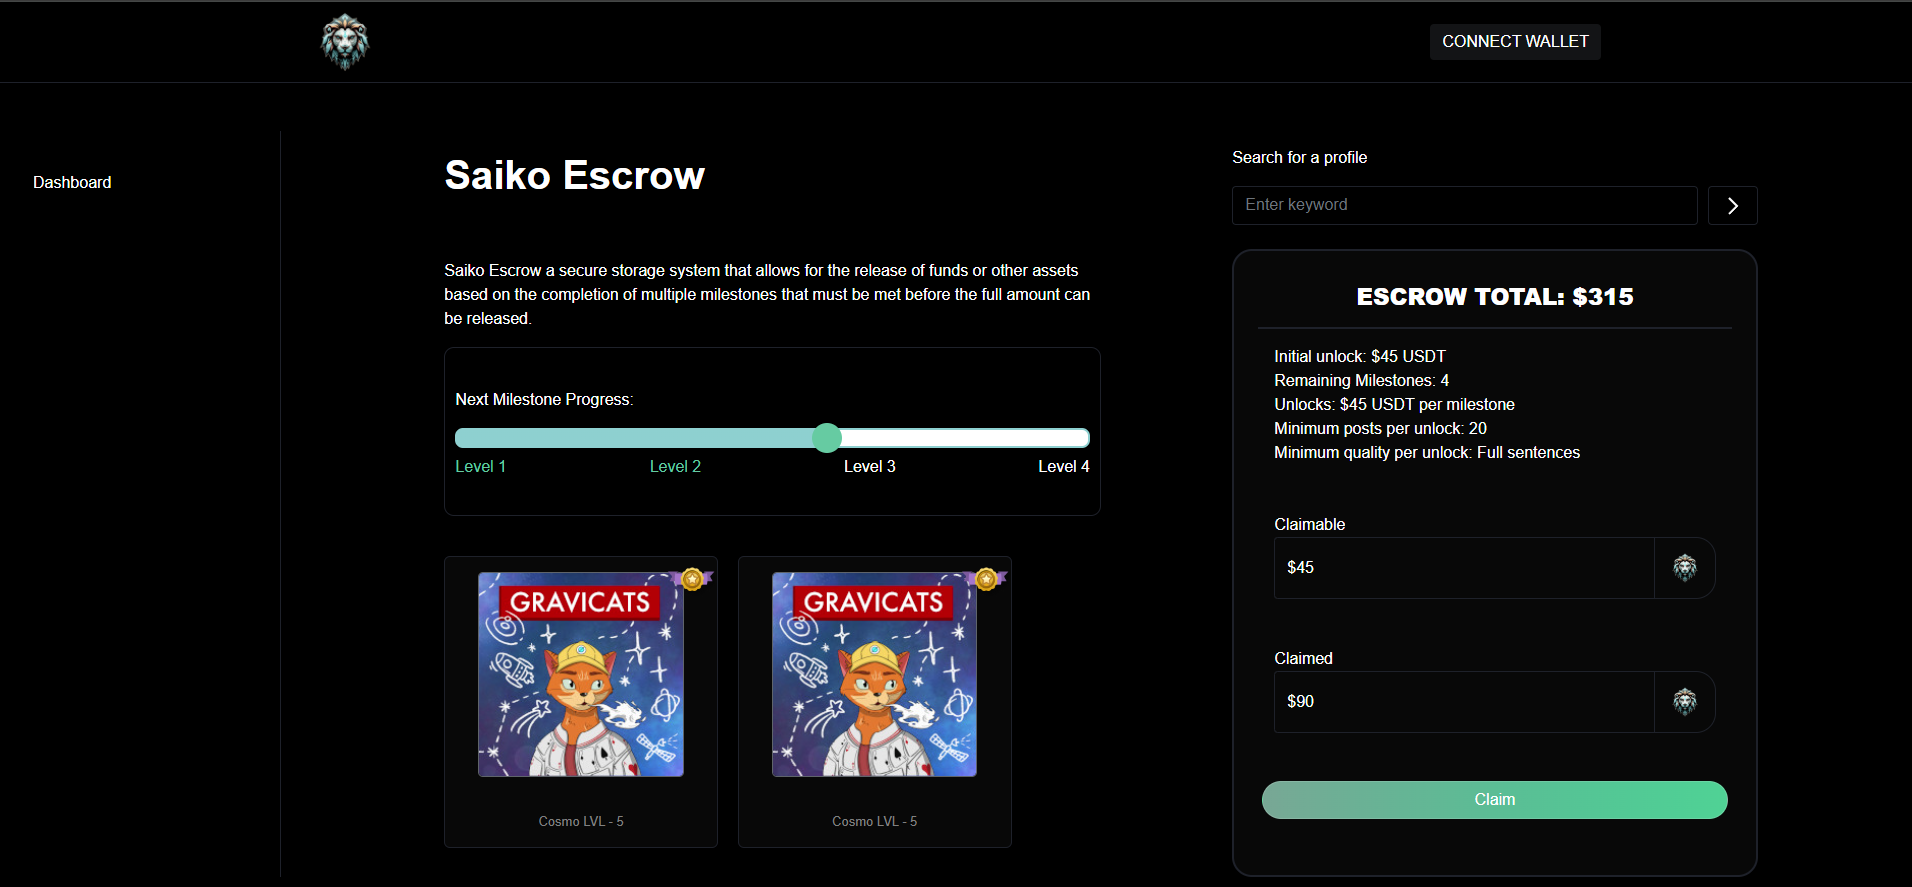 CONNECT WALLET
Dashboard
Saiko Escrow
Saiko Escrow a secure storage system that allows for the release of funds or other assets
based on the completion of multiple milestones that must be met before the full amount can
be released.
Next Milestone Progress:
Level 1
Level 2
Level 3
Level 4
GRAVICATS
Cosmo LVL - 5
GRAVICATS
Cosmo LVL - 5
Search for a profile
Enter keyword
ESCROW TOTAL: $315
Initial unlock: $45 USDT
Remaining Milestones: 4
Unlocks: $45 USDT per milestone
Minimum posts per unlock: 20
Minimum quality per unlock: Full sentences
Claimable
$45
Claimed
$90
Claim